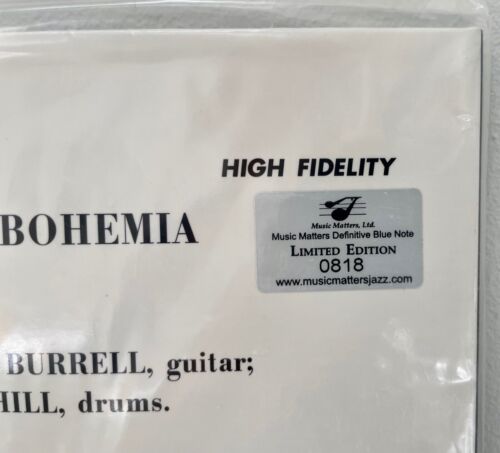 HIGH FIDELITY
BOHEMIA
Music Matters, Ltd.
Music Matters Definitive Blue Note
LIMITED EDITION
0818
www.musicmattersjazz.com
BURRELL, guitar;
HILL, drums.